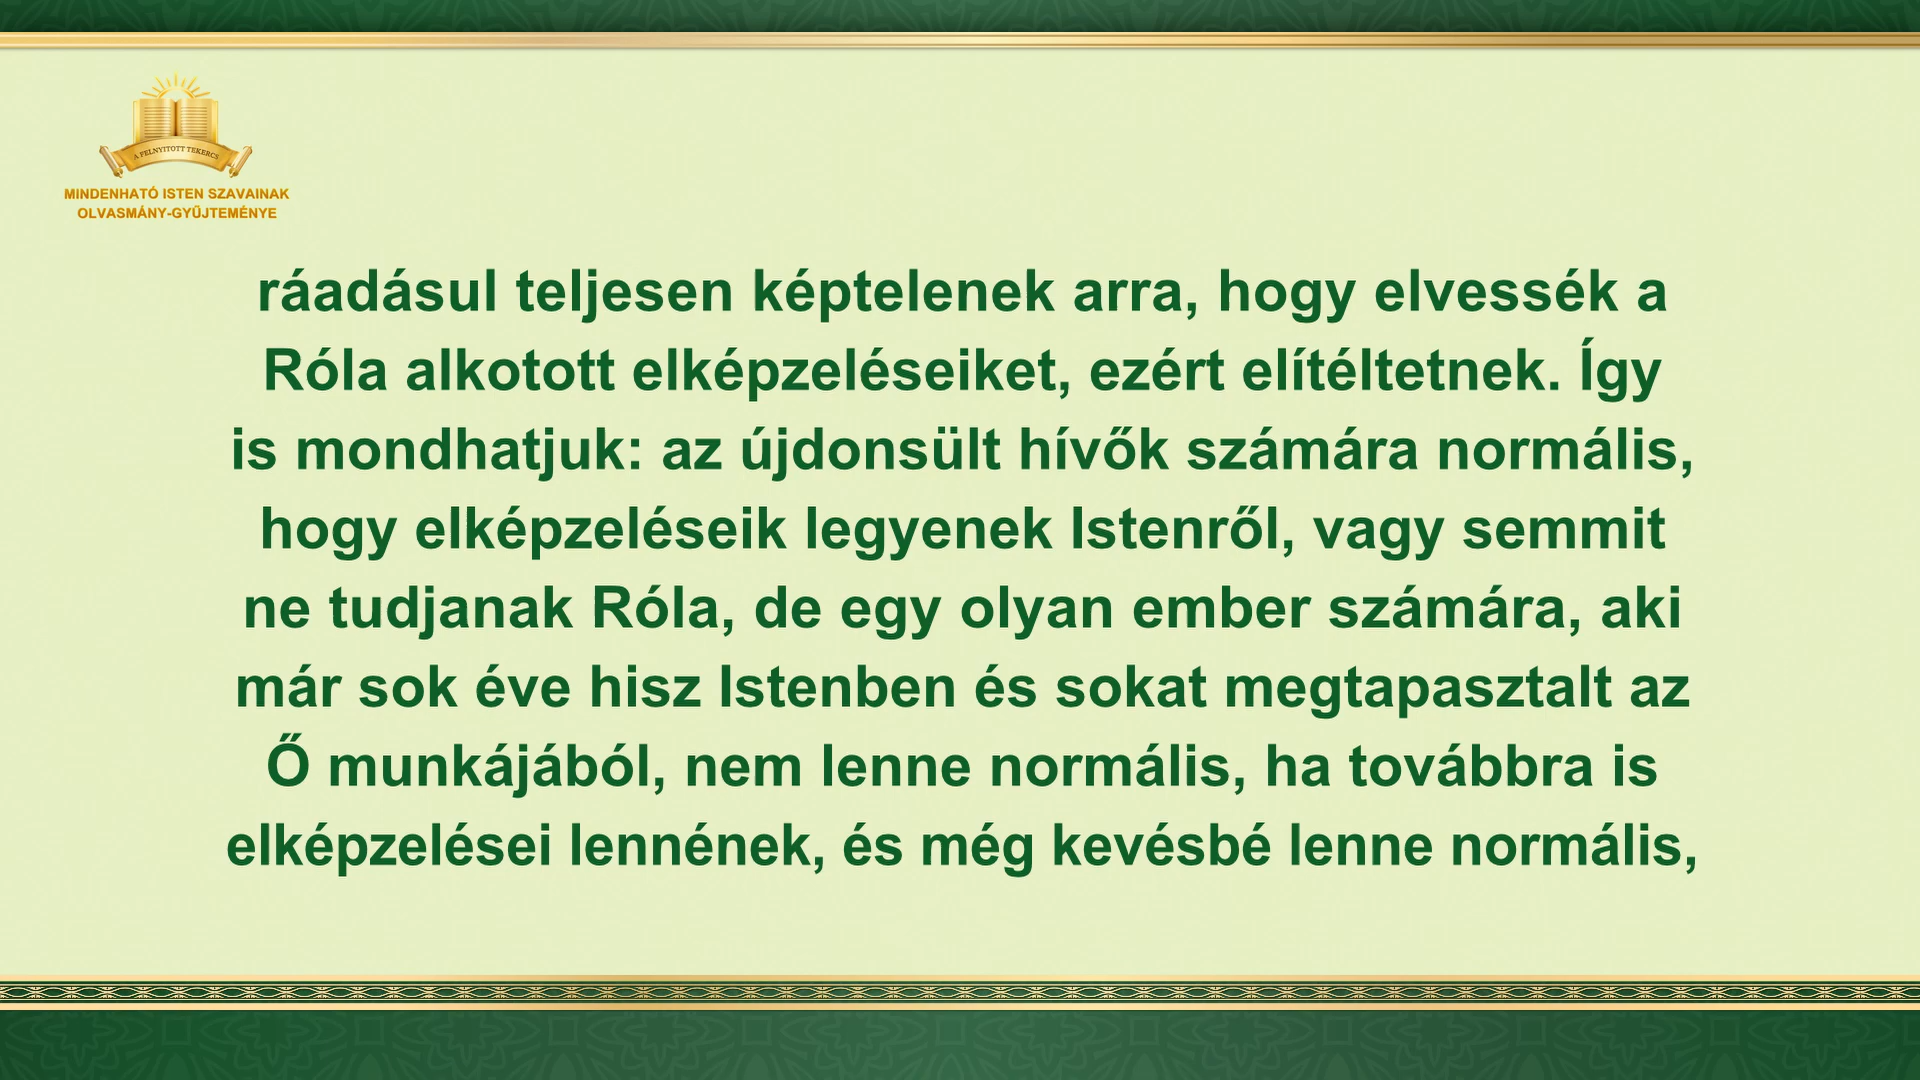 A FELNYITOTT TEKERCS
MINDENHATÓ ISTEN SZAVAINAK
OLVASMÁNY-GYŰJTEMÉNYE
ráadásul teljesen képtelenek arra, hogy elvessék a
Róla alkotott elképzeléseiket, ezért elítéltetnek. Így
is mondhatjuk: az újdonsült hívők számára normális,
hogy elképzeléseik legyenek Istenről, vagy semmit
ne tudjanak Róla, de egy olyan ember számára, aki
már sok éve hisz Istenben és sokat megtapasztalt az
Ő munkájából, nem lenne normális, ha továbbra is
elképzelései lennének, és még kevésbé lenne normális,